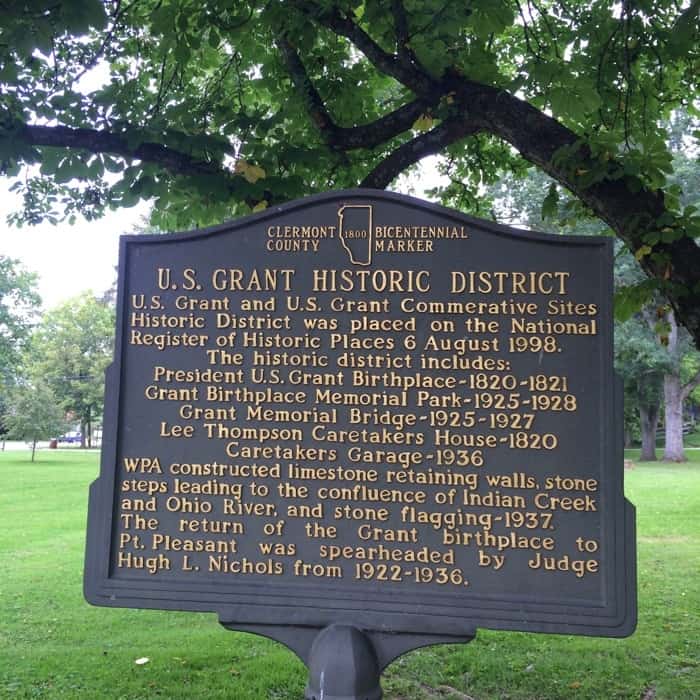 CLERMONT 1800 BICENTENNIAL
COUNTY MARKER
U.S. GRANT HISTORIC DISTRICT
U.S. Grant and U.S. Grant Commerative Sites
Historic District was placed on the National
Register of Historic Places 6 August 1998.
The historic district includes:
President U.S. Grant Birthplace-1820-1821
Grant Birthplace Memorial Park-1925-1928
Grant Memorial Bridge-1925-1927
Lee Thompson Caretakers House-1820
Caretakers Garage-1936
WPA constructed limestone retaining walls, stone
steps leading to the confluence of Indian Creek
and Ohio River, and stone flagging-1937.
The return of the Grant birthplace to
Pt. Pleasant was spearheaded by Judge
Hugh L. Nichols from 1922-1936.